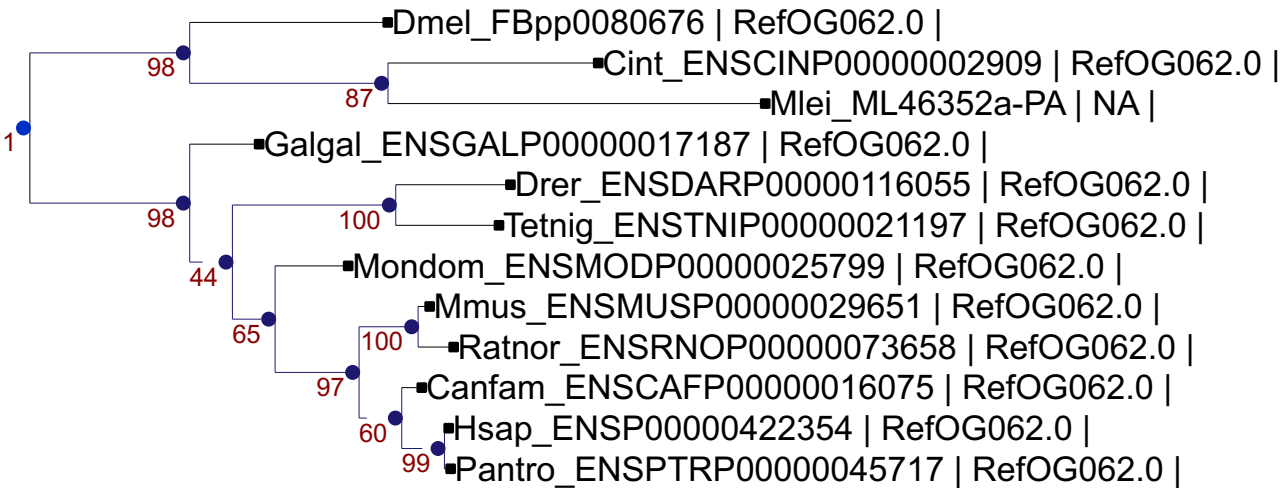 Dmel_FBpp0080676 | RefOG062.0 |
98
Cint_ENSCINP00000002909 | RefOG062.0 |
87
Mlei_ML46352a-PA | NA |
1
Galgal_ENSGALP00000017187 | RefOG062.0 |
Drer_ENSDARP00000116055 | RefOG062.0 |
98
100
Tetnig_ENSTNIP00000021197 | RefOG062.0 |
44
Mondom_ENSMODP00000025799 | RefOG062.0 |
Mmus_ENSMUSP00000029651 | RefOG062.0 |
65
100
Ratnor_ENSRNOP00000073658 | RefOG062.0 |
97
Canfam_ENSCAFP00000016075 | RefOG062.0 |
60
Hsap_ENSP00000422354 | RefOG062.0 |
99
Pantro_ENSPTRP00000045717 | RefOG062.0 |